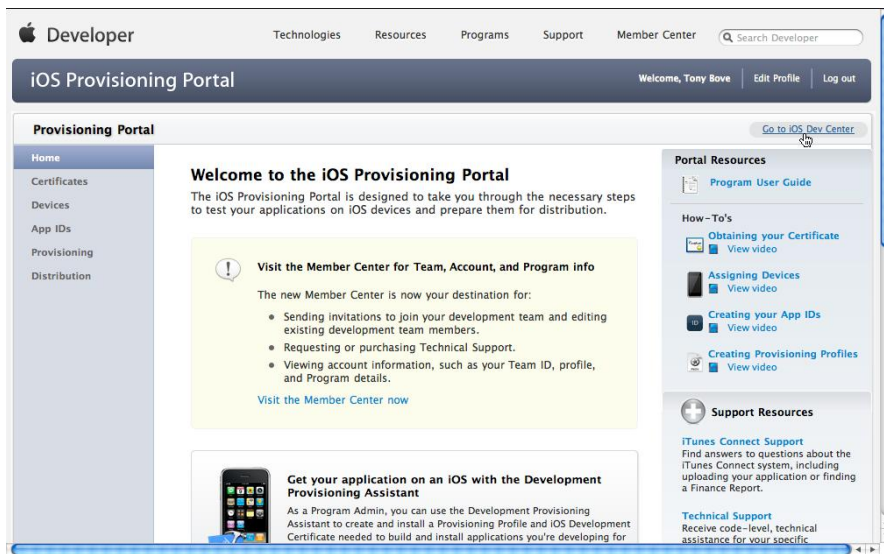 Developer
Technologies Resources Programs Support Member Center Search Developer
iOS Provisioning Portal
Welcome, Tony Bove Edit Profile Log out
Provisioning Portal
Go to iOS Dev Center
Home
Certificates
Devices
App IDs
Provisioning
Distribution
Welcome to the iOS Provisioning Portal
The iOS Provisioning Portal is designed to take you through the necessary steps
to test your applications on iOS devices and prepare them for distribution.
Visit the Member Center for Team, Account, and Program info
The new Member Center is now your destination for:
Sending invitations to join your development team and editing
existing development team members.
Requesting or purchasing Technical Support.
Viewing account information, such as your Team ID, profile,
and Program details.
Visit the Member Center now
Get your application on an iOS with the Development
Provisioning Assistant
As a Program Admin, you can use the Development Provisioning
Assistant to create and install a Provisioning Profile and iOS Development
Certificate needed to build and install applications you're developing for
Portal Resources
Program User Guide
How-To's
Obtaining your Certificate
View video
Assigning Devices
View video
ID
Creating your App IDs
View video
Creating Provisioning Profiles
View video
Support Resources
iTunes Connect Support
Find answers to questions about the
iTunes Connect system, including
uploading your application or finding
a Finance Report.
Technical Support
Receive code-level, technical
assistance for your specific